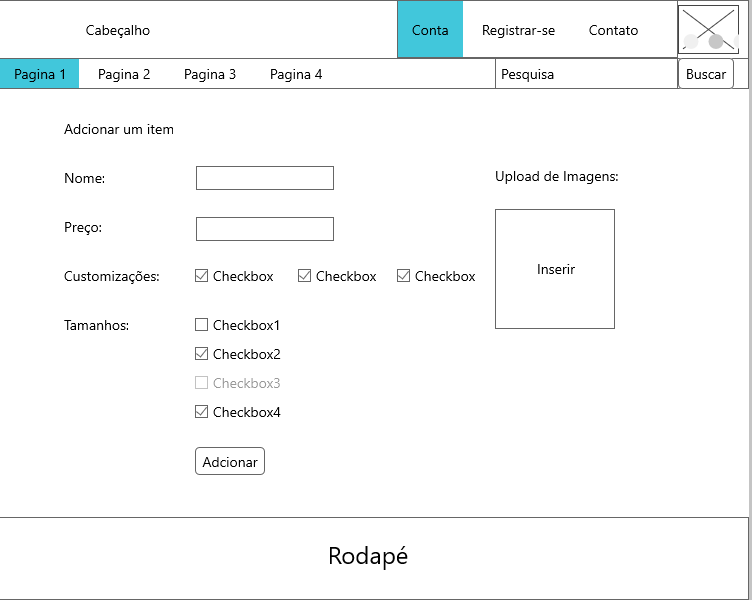 Cabeçalho Conta Registrar-se Contato
Pagina 1 Pagina 2 Pagina 3 Pagina 4 Pesquisa Buscar
Adcionar um item
Nome: Upload de Imagens:
Preço:
Inserir
Customizações: Checkbox Checkbox Checkbox
Tamanhos: Checkbox1
Checkbox2
Checkbox3
Checkbox4
Adcionar
Rodapé